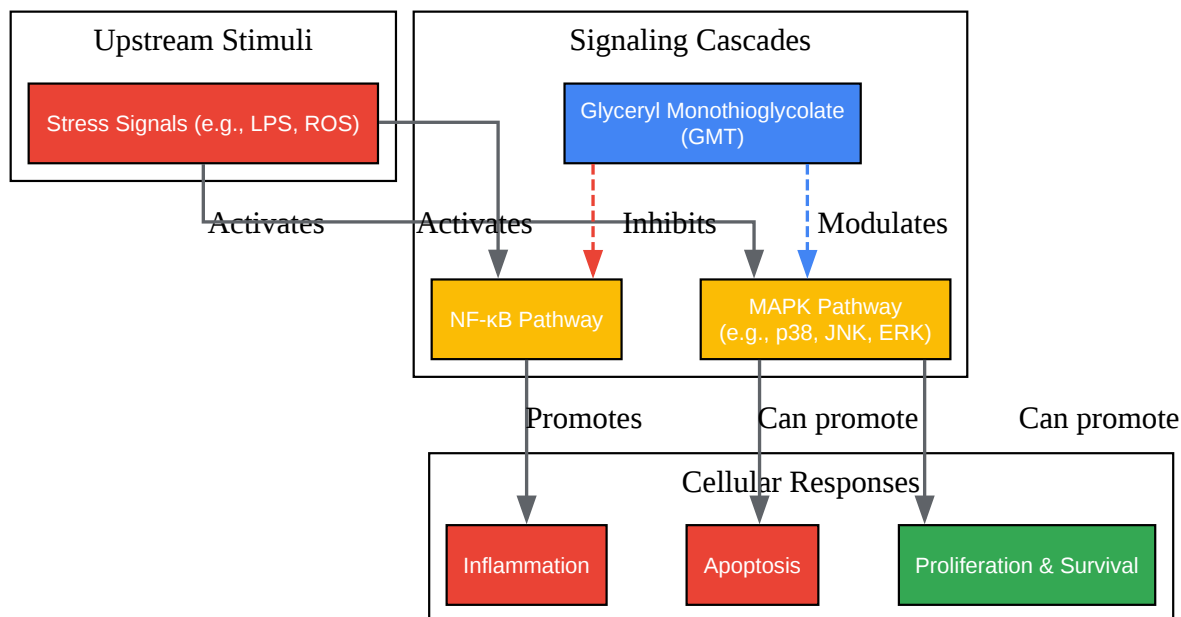 Upstream Stimuli
Signaling Cascades
Stress Signals (e.g., LPS, ROS)
Glyceryl Monothioglycolate
(GMT)
Activates
Activates
Inhibits
Modulates
NF-κB Pathway
MAPK Pathway
(e.g., p38, JNK, ERK)
Promotes
Can promote
Can promote
Cellular Responses
Inflammation
Apoptosis
Proliferation & Survival